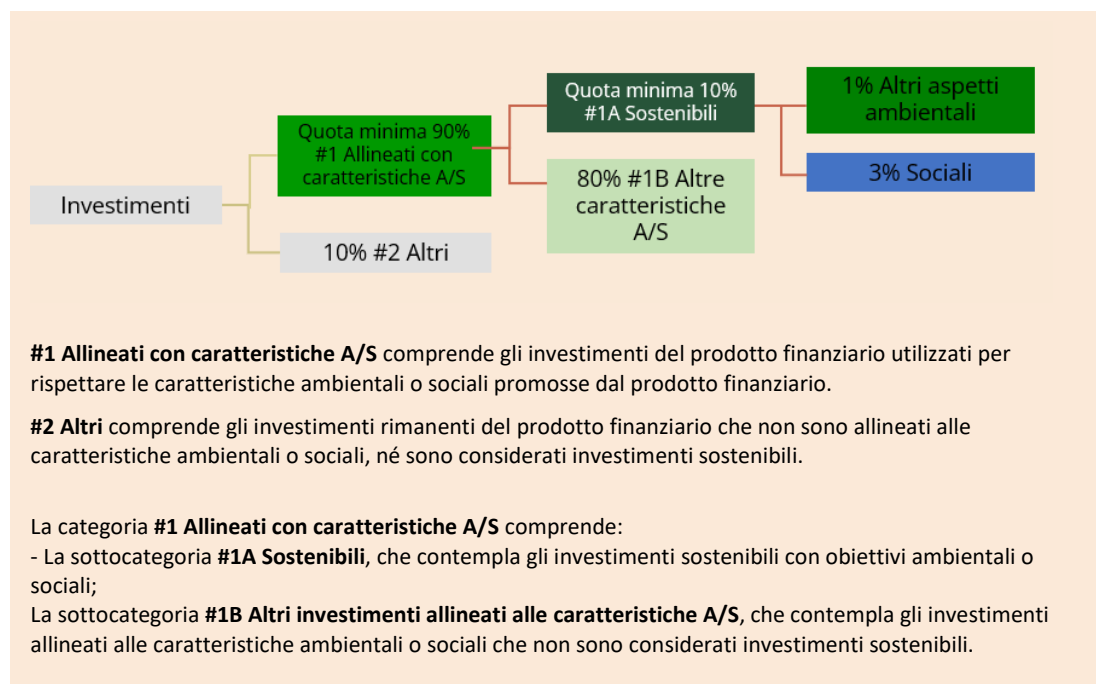 Investimenti
Quota minima 90%
#1 Allineati con
caratteristiche A/S
10% #2 Altri
Quota minima 10%
#1A Sostenibili
80% #1B Altre
caratteristiche
A/S
1% Altri aspetti
ambientali
3% Sociali
#1 Allineati con caratteristiche A/S comprende gli investimenti del prodotto finanziario utilizzati per
rispettare le caratteristiche ambientali o sociali promosse dal prodotto finanziario.
#2 Altri comprende gli investimenti rimanenti del prodotto finanziario che non sono allineati alle
caratteristiche ambientali o sociali, né sono considerati investimenti sostenibili.
La categoria #1 Allineati con caratteristiche A/S comprende:
- La sottocategoria #1A Sostenibili, che contempla gli investimenti sostenibili con obiettivi ambientali o
sociali;
La sottocategoria #1B Altri investimenti allineati alle caratteristiche A/S, che contempla gli investimenti
allineati alle caratteristiche ambientali o sociali che non sono considerati investimenti sostenibili.